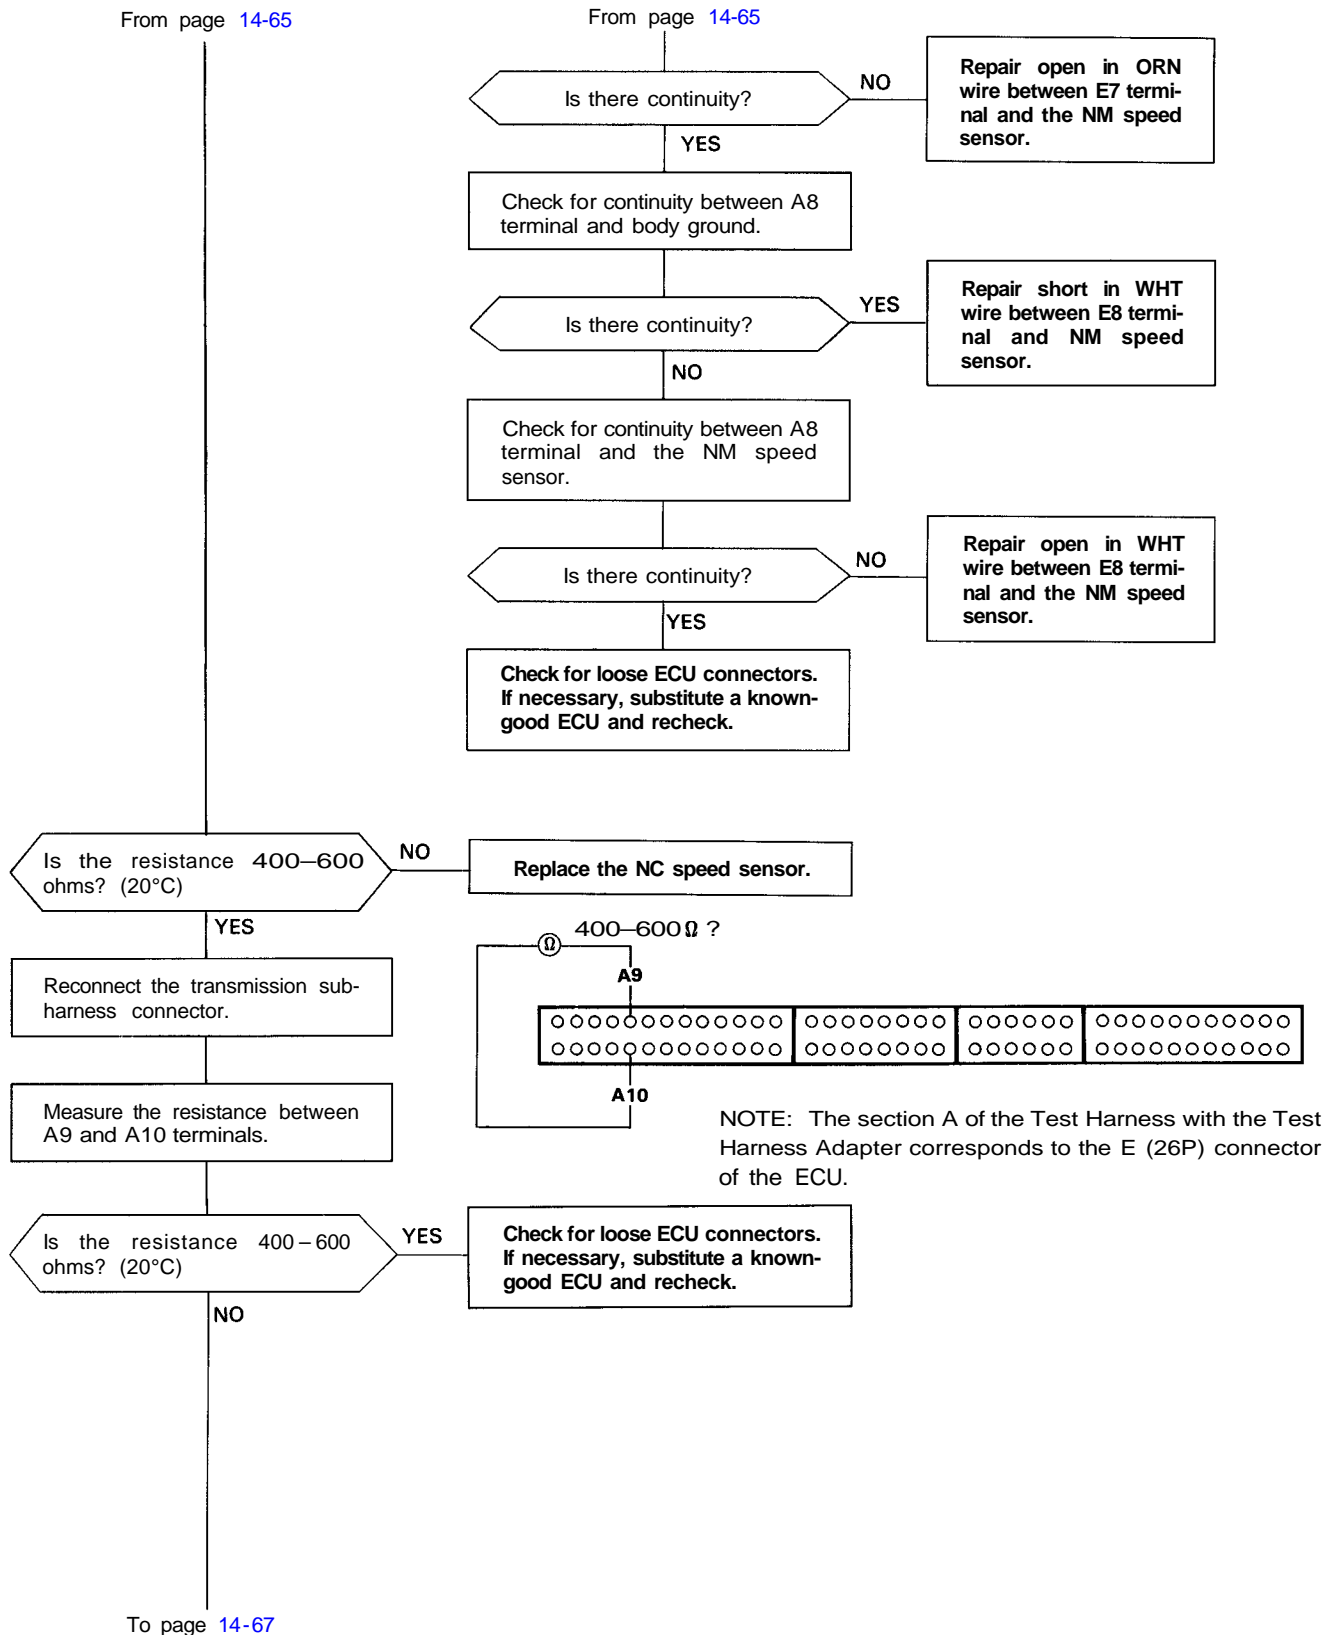 From page 14-65
From page 14-65
Is there continuity?
NO
Repair open in ORN
wire between E7 termi-
nal and the NM speed
sensor.
YES
Check for continuity between A8
terminal and body ground.
Is there continuity?
YES
Repair short in WHT
wire between E8 termi-
nal and NM speed
sensor.
NO
Check for continuity between A8
terminal and the NM speed
sensor.
Is there continuity?
NO
Repair open in WHT
wire between E8 termi-
nal and the NM speed
sensor.
YES
Check for loose ECU connectors.
If necessary, substitute a known-
good ECU and recheck.
Is the resistance 400–600
ohms? (20°C)
NO
Replace the NC speed sensor.
YES
Reconnect the transmission sub-
harness connector.
Measure the resistance between
A9 and A10 terminals.
400–600Ω ?
Ω
A9
A10
NOTE: The section A of the Test Harness with the Test
Harness Adapter corresponds to the E (26P) connector
of the ECU.
Is the resistance 400–600
ohms? (20°C)
YES
Check for loose ECU connectors.
If necessary, substitute a known-
good ECU and recheck.
NO
To page 14-67